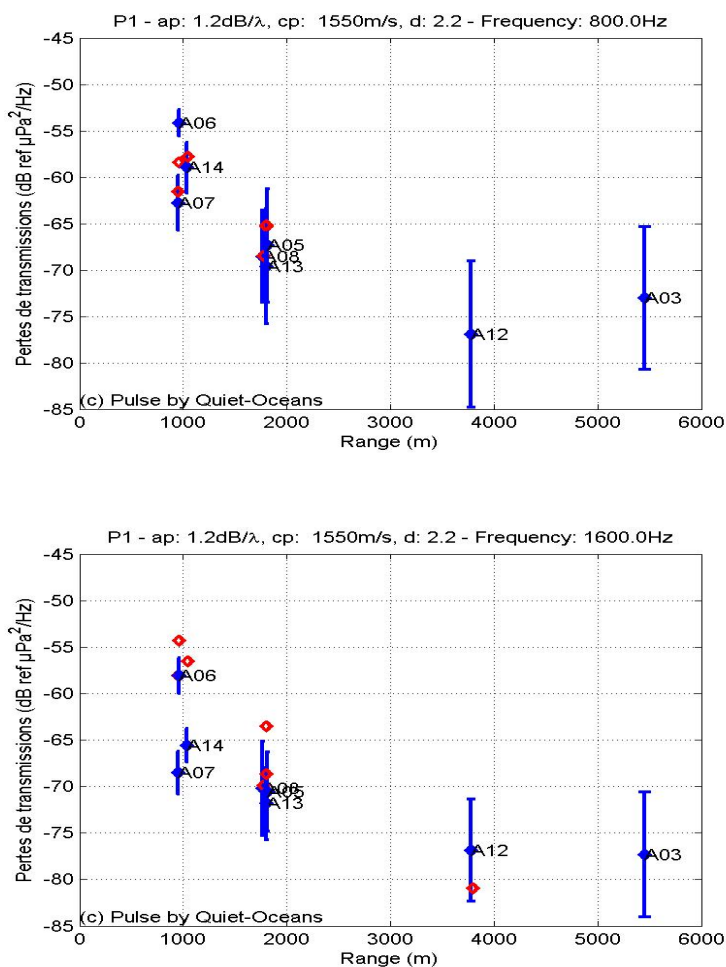 P1 - ap: 1.2dB/λ, cp:  1550m/s, d: 2.2 - Frequency: 800.0Hz
Pertes de transmissions (dB ref µPa²/Hz)
-45
-50
-55
-60
-65
-70
-75
-80
-85
A06
A14
A07
A05
A08
A13
A12
A03
(c) Pulse by Quiet-Oceans
0
1000
2000
3000
4000
5000
6000
Range (m)
P1 - ap: 1.2dB/λ, cp:  1550m/s, d: 2.2 - Frequency: 1600.0Hz
Pertes de transmissions (dB ref µPa²/Hz)
-45
-50
-55
-60
-65
-70
-75
-80
-85
A06
A14
A07
A05
A13
A12
A03
(c) Pulse by Quiet-Oceans
0
1000
2000
3000
4000
5000
6000
Range (m)